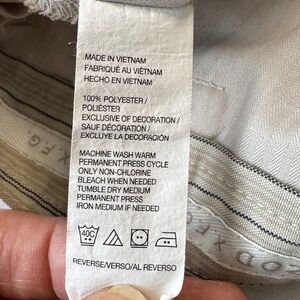 MADE IN VIETNAM
FABRIQUÉ AU VIÊTNAM
HECHO EN VIETNAM
100% POLYESTER /
POLIÉSTER
EXCLUSIVE OF DECORATION /
SAUF DÉCORATION /
EXCLUYE LA DECORACIÓN
MACHINE WASH WARM
PERMANENT PRESS CYCLE
ONLY NON-CHLORINE
BLEACH WHEN NEEDED
TUMBLE DRY MEDIUM
PERMANENT PRESS
IRON MEDIUM IF NEEDED
40C
REVERSE/VERSO/AL REVERSO